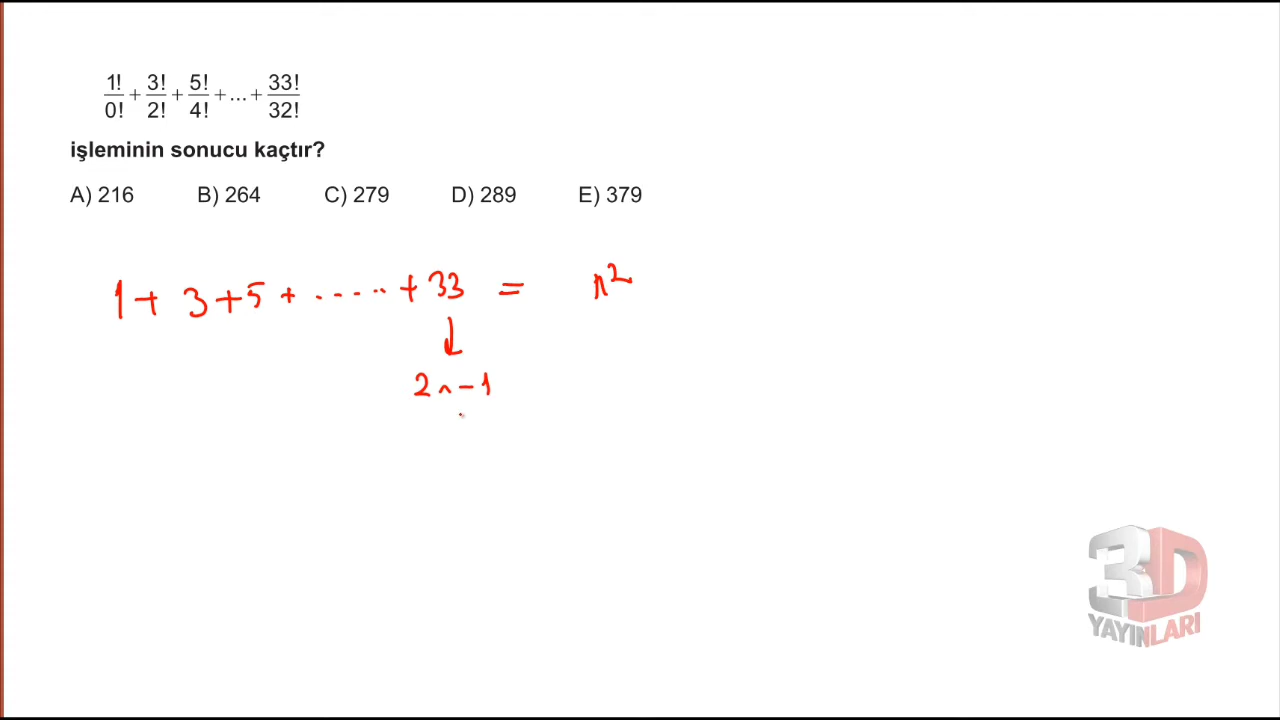 1!/0! + 3!/2! + 5!/4! + ... + 33!/32!
işleminin sonucu kaçtır?
A) 216 B) 264 C) 279 D) 289 E) 379
1 + 3 + 5 + ...... + 33 = n²
↓
2n - 1
3D
YAYINLARI